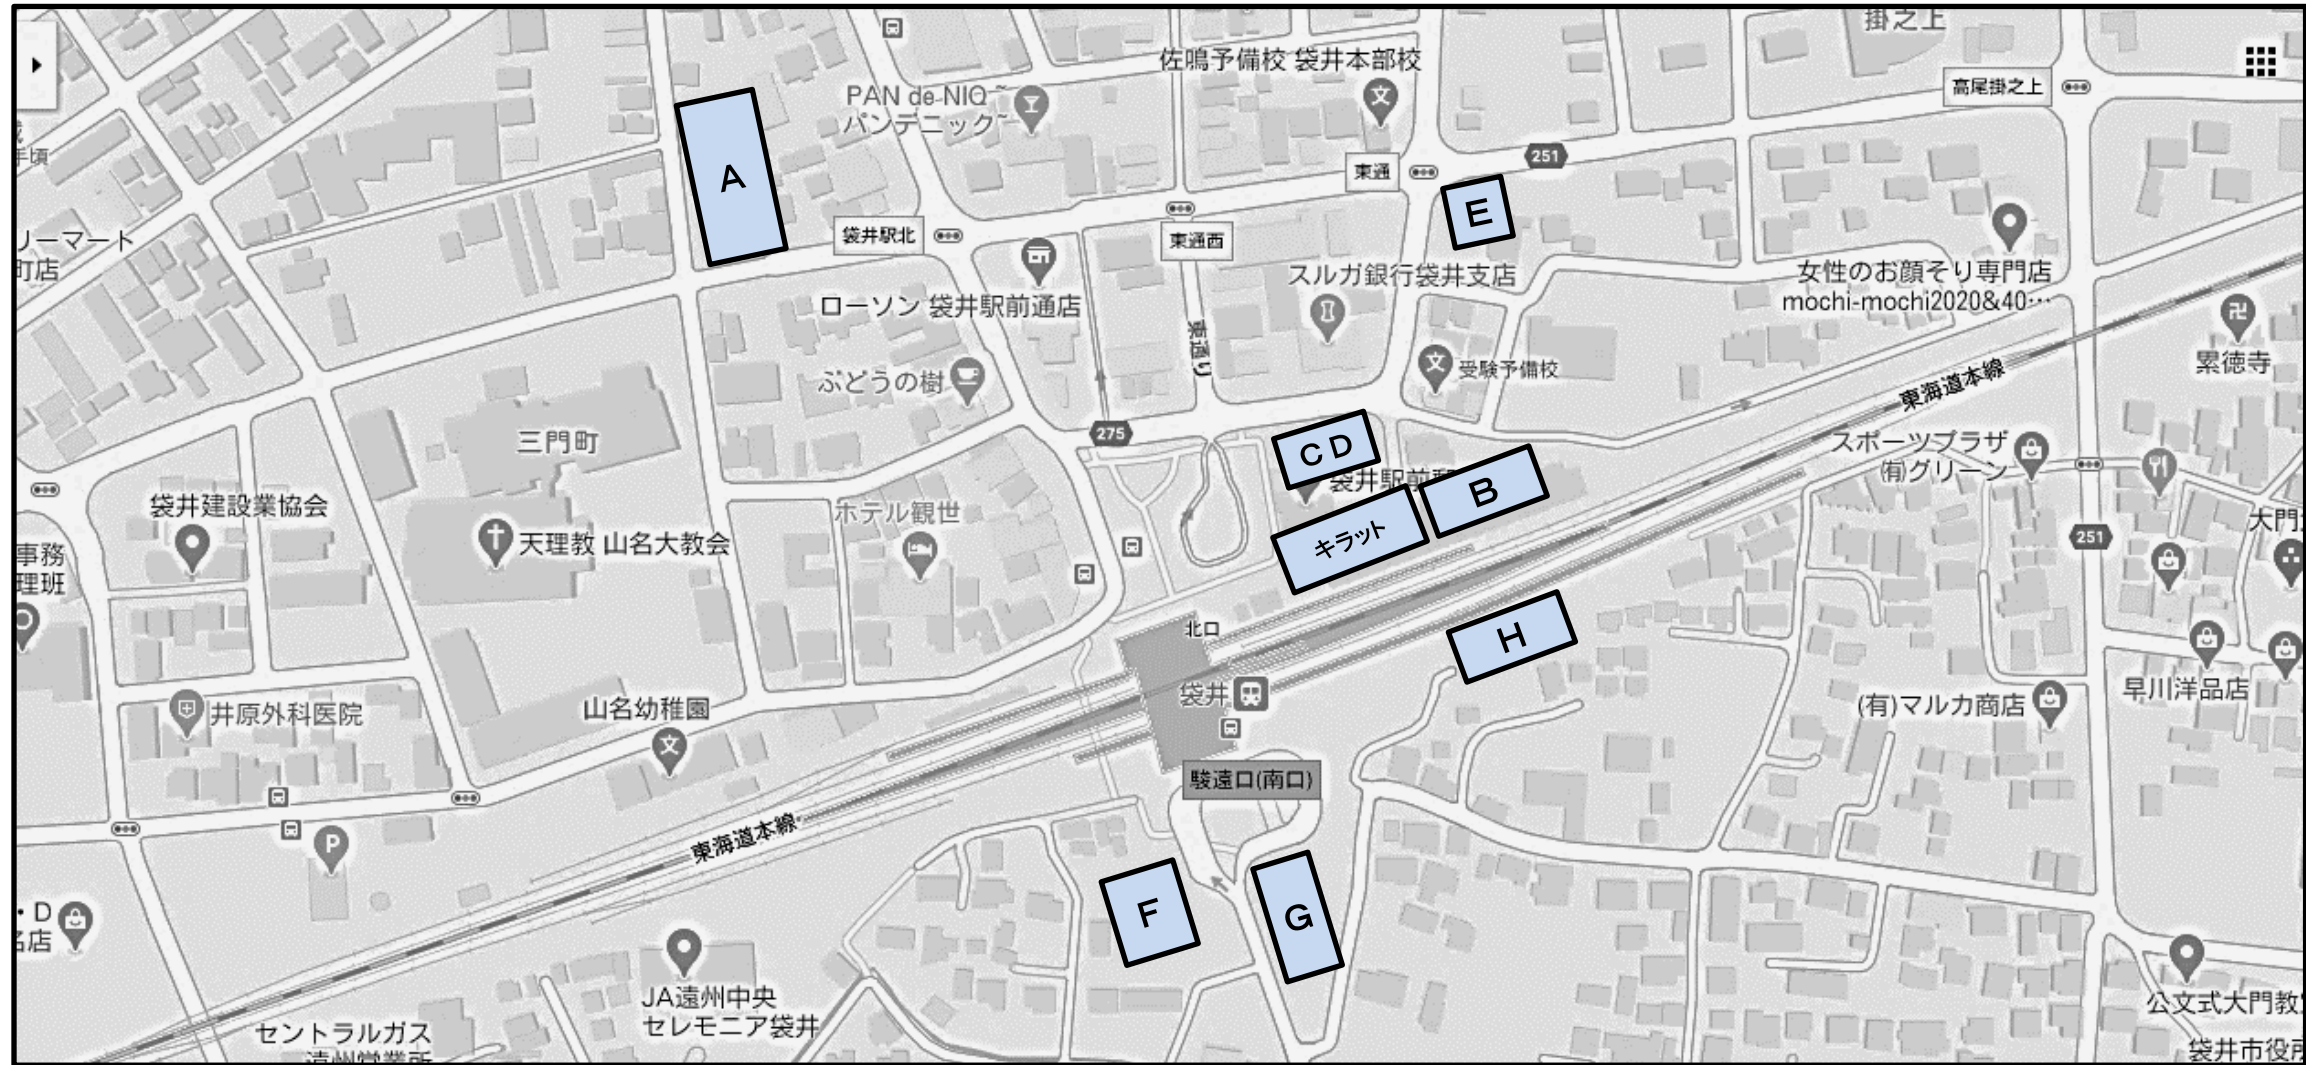 掛之上
佐鳴予備校 袋井本部校
高尾掛之上
PAN de NIQ~
パンデニック~
手頃
251
東通
A
E
リーマート
町店
袋井駅北
東通西
スルガ銀行袋井支店
女性のお顔そり専門店
mochi-mochi2020&40…
ローソン 袋井駅前通店
東通り
累徳寺
受験予備校
ぶどうの樹
東海道本線
275
三門町
C D
スポーツプラザ
(有)グリーン
袋井駅前
B
袋井建設業協会
ホテル観世
キラット
大門
事務
理班
天理教 山名大教会
251
北口
H
袋井
早川洋品店
(有)マルカ商店
井原外科医院
山名幼稚園
駿遠口(南口)
東海道本線
P
・D
名店
F
G
JA遠州中央
セレモニア袋井
公文式大門教
セントラルガス
遠州営業所
袋井市役所